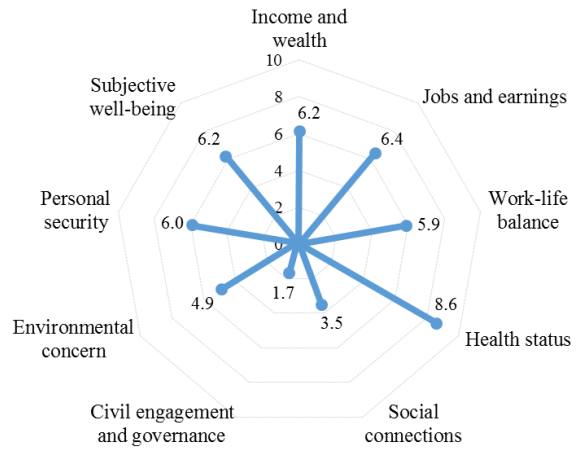 Income and
wealth
10
Subjective
well-being
8
Jobs and earnings
6.2
6
6.2
6.4
4
Personal
security
Work-life
balance
2
6.0
5.9
0
8.6
1.7
4.9
3.5
Environmental
concern
Health status
Civil engagement
and governance
Social
connections